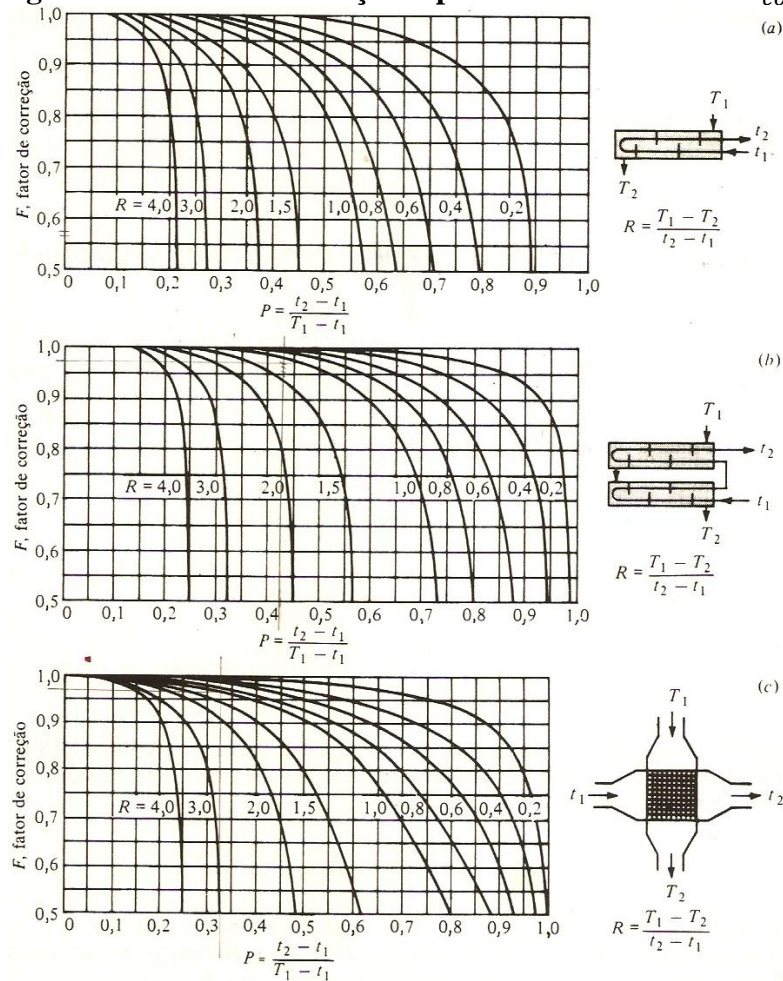 (a)
F, fator de correção
1,0
0,9
0,8
0,7
0,6
0,5
R = 4,0 3,0 2,0 1,5 1,0 0,8 0,6 0,4 0,2
0 0,1 0,2 0,3 0,4 0,5 0,6 0,7 0,8 0,9 1,0
P = (t2 − t1) / (T1 − t1)
T1
t2
t1
T2
R = (T1 − T2) / (t2 − t1)
(b)
F, fator de correção
1,0
0,9
0,8
0,7
0,6
0,5
R = 4,0 3,0 2,0 1,5 1,0 0,8 0,6 0,4 0,2
0 0,1 0,2 0,3 0,4 0,5 0,6 0,7 0,8 0,9 1,0
P = (t2 − t1) / (T1 − t1)
T1
t2
t1
T2
R = (T1 − T2) / (t2 − t1)
(c)
F, fator de correção
1,0
0,9
0,8
0,7
0,6
0,5
R = 4,0 3,0 2,0 1,5 1,0 0,8 0,6 0,4 0,2
0 0,1 0,2 0,3 0,4 0,5 0,6 0,7 0,8 0,9 1,0
P = (t2 − t1) / (T1 − t1)
T1
t1
t2
T2
R = (T1 − T2) / (t2 − t1)